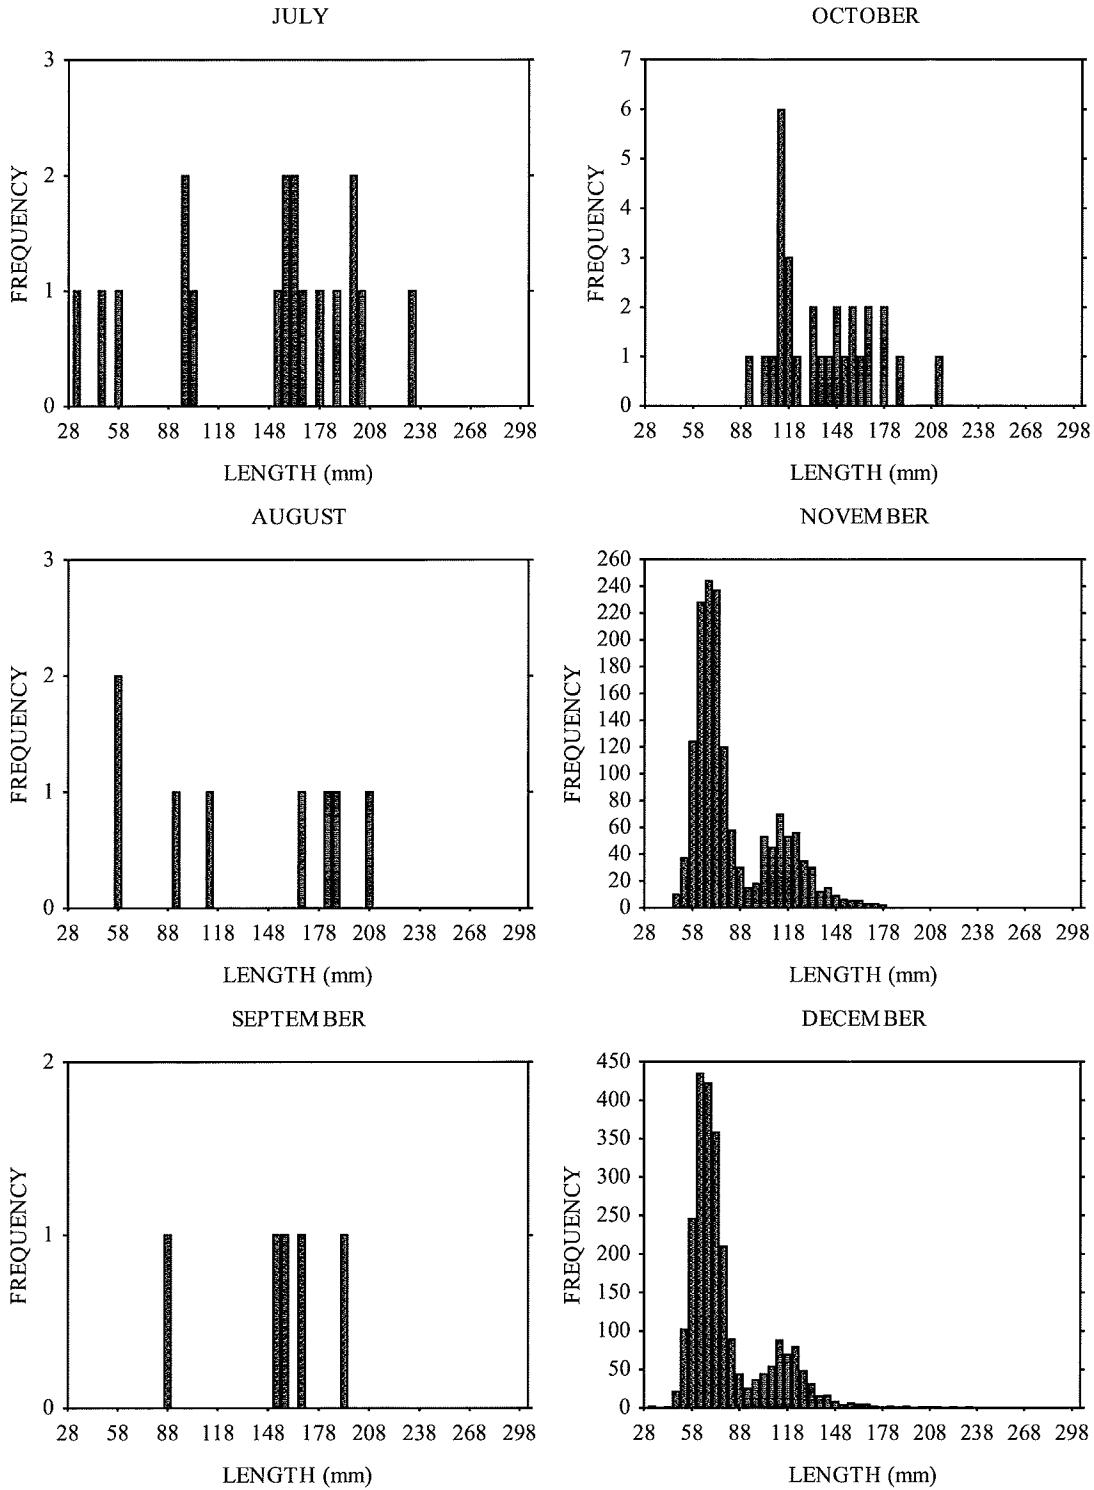 JULY
3
2
1
0
FREQUENCY
28 58 88 118 148 178 208 238 268 298
LENGTH (mm)
OCTOBER
7
6
5
4
3
2
1
0
FREQUENCY
28 58 88 118 148 178 208 238 268 298
LENGTH (mm)
AUGUST
3
2
1
0
FREQUENCY
28 58 88 118 148 178 208 238 268 298
LENGTH (mm)
NOVEMBER
260
240
220
200
180
160
140
120
100
80
60
40
20
0
FREQUENCY
28 58 88 118 148 178 208 238 268 298
LENGTH (mm)
SEPTEMBER
2
1
0
FREQUENCY
28 58 88 118 148 178 208 238 268 298
LENGTH (mm)
DECEMBER
450
400
350
300
250
200
150
100
50
0
FREQUENCY
28 58 88 118 148 178 208 238 268 298
LENGTH (mm)